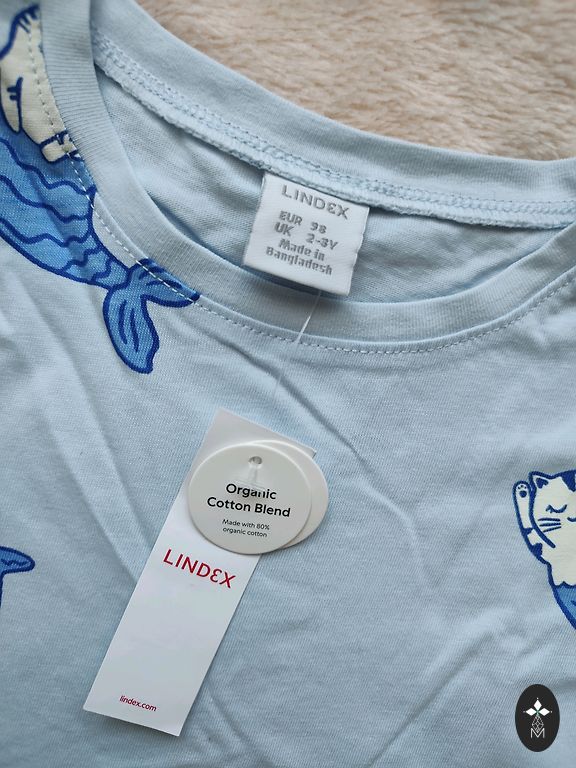 LINDEX
EUR 98
UK 2-3Y
Made in
Bangladesh
Organic
Cotton Blend
Made with 80%
organic cotton
LINDEX
lindex.com
M